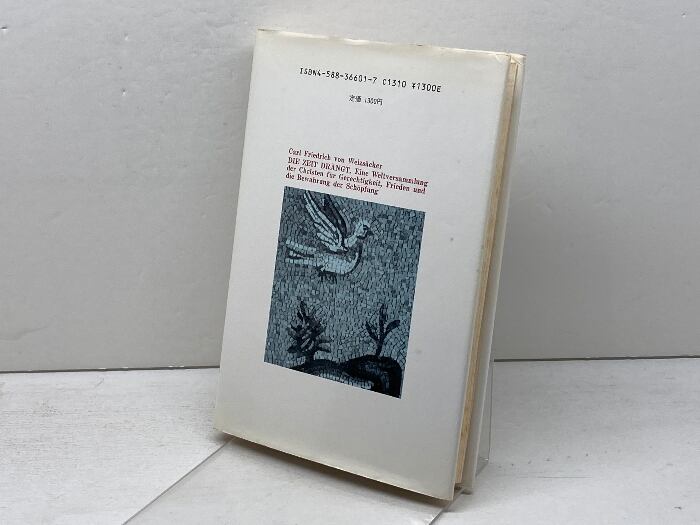 ISBN4-588-36601-7 C1310 ¥1300E
定価 1300円
Carl Friedrich von Weizsäcker
DIE ZEIT DRÄNGT. Eine Weltversammlung
der Christen für Gerechtigkeit, Frieden und
die Bewahrung der Schöpfung